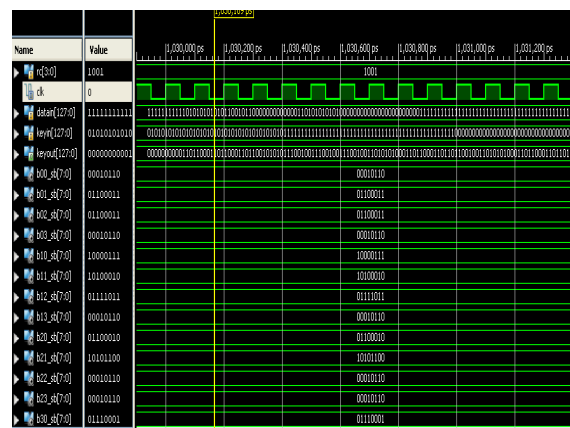 1,030,109 ps
Name Value 1,030,000 ps 1,030,200 ps 1,030,400 ps 1,030,600 ps 1,030,800 ps 1,031,000 ps 1,031,200 ps
rc[3:0] 1001 1001
clk 0
datain[127:0] 11111111111
keyin[127:0] 01010101010
keyout[127:0] 00000000001
b00_sb[7:0] 00010110 00010110
b01_sb[7:0] 01100011 01100011
b02_sb[7:0] 01100011 01100011
b03_sb[7:0] 00010110 00010110
b10_sb[7:0] 10000111 10000111
b11_sb[7:0] 10100010 10100010
b12_sb[7:0] 01111011 01111011
b13_sb[7:0] 00010110 00010110
b20_sb[7:0] 01100010 01100010
b21_sb[7:0] 10101100 10101100
b22_sb[7:0] 00010110 00010110
b23_sb[7:0] 00010110 00010110
b30_sb[7:0] 01110001 01110001